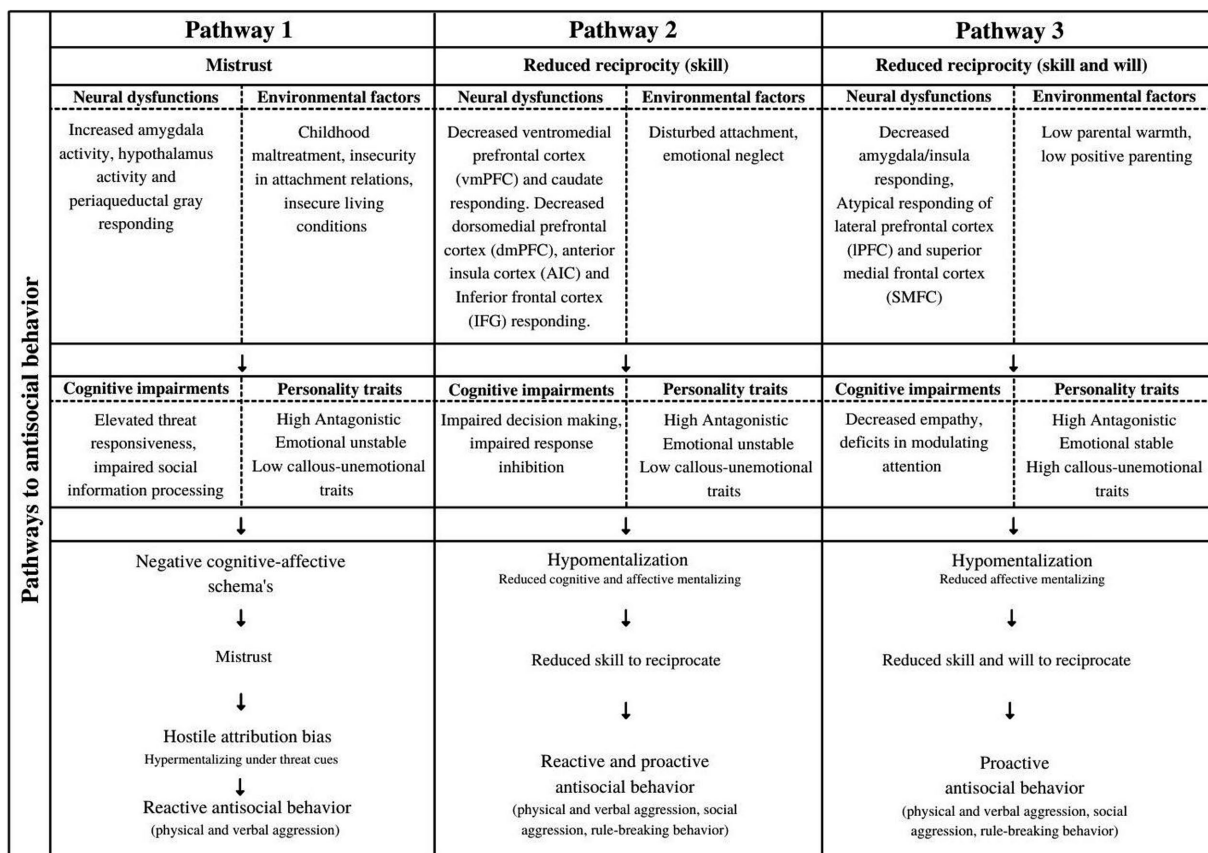 Pathways to antisocial behavior
Pathway 1
Mistrust
Neural dysfunctions
Increased amygdala
activity, hypothalamus
activity and
periaqueductal gray
responding
Environmental factors
Childhood
maltreatment, insecurity
in attachment relations,
insecure living
conditions
↓
Cognitive impairments
Elevated threat
responsiveness,
impaired social
information processing
Personality traits
High Antagonistic
Emotional unstable
Low callous-unemotional
traits
↓
Negative cognitive-affective
schema's
↓
Mistrust
↓
Hostile attribution bias
Hypermentalizing under threat cues
↓
Reactive antisocial behavior
(physical and verbal aggression)
Pathway 2
Reduced reciprocity (skill)
Neural dysfunctions
Decreased ventromedial
prefrontal cortex
(vmPFC) and caudate
responding. Decreased
dorsomedial prefrontal
cortex (dmPFC), anterior
insula cortex (AIC) and
Inferior frontal cortex
(IFG) responding.
Environmental factors
Disturbed attachment,
emotional neglect
↓
Cognitive impairments
Impaired decision making,
impaired response
inhibition
Personality traits
High Antagonistic
Emotional unstable
Low callous-unemotional
traits
↓
Hypomentalization
Reduced cognitive and affective mentalizing
↓
Reduced skill to reciprocate
↓
Reactive and proactive
antisocial behavior
(physical and verbal aggression, social
aggression, rule-breaking behavior)
Pathway 3
Reduced reciprocity (skill and will)
Neural dysfunctions
Decreased
amygdala/insula
responding,
Atypical responding of
lateral prefrontal cortex
(lPFC) and superior
medial frontal cortex
(SMFC)
Environmental factors
Low parental warmth,
low positive parenting
↓
Cognitive impairments
Decreased empathy,
deficits in modulating
attention
Personality traits
High Antagonistic
Emotional stable
High callous-unemotional
traits
↓
Hypomentalization
Reduced affective mentalizing
↓
Reduced skill and will to reciprocate
↓
Proactive
antisocial behavior
(physical and verbal aggression, social
aggression, rule-breaking behavior)